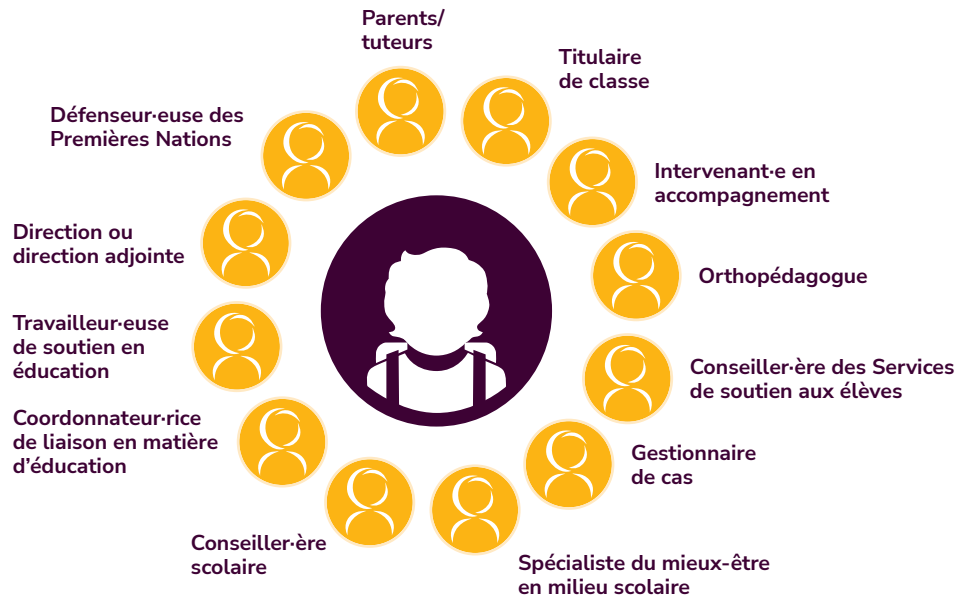 Parents/
tuteurs
Titulaire
de classe
Défenseur·euse des
Premières Nations
Intervenant·e en
accompagnement
Direction ou
direction adjointe
Orthopédagogue
Travailleur·euse
de soutien en
éducation
Conseiller·ère des Services
de soutien aux élèves
Coordonnateur·rice
de liaison en matière
d’éducation
Gestionnaire
de cas
Conseiller·ère
scolaire
Spécialiste du mieux-être
en milieu scolaire